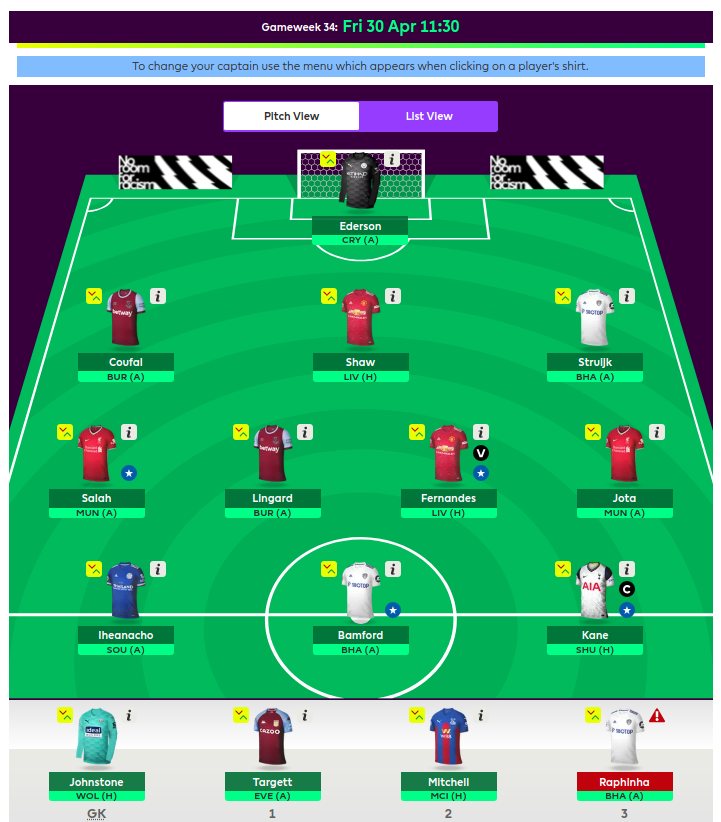 Gameweek 34: Fri 30 Apr 11:30
To change your captain use the menu which appears when clicking on a player's shirt.
Pitch View List View
No room for racism
No room for racism
Ederson
CRY (A)
Coufal Shaw Struijk
BUR (A) LIV (H) BHA (A)
Salah Lingard Fernandes Jota
MUN (A) BUR (A) LIV (H) MUN (A)
V
Iheanacho Bamford Kane
SOU (A) BHA (A) SHU (H)
C
Johnstone Targett Mitchell Raphinha
WOL (H) EVE (A) MCI (H) BHA (A)
GK 1 2 3